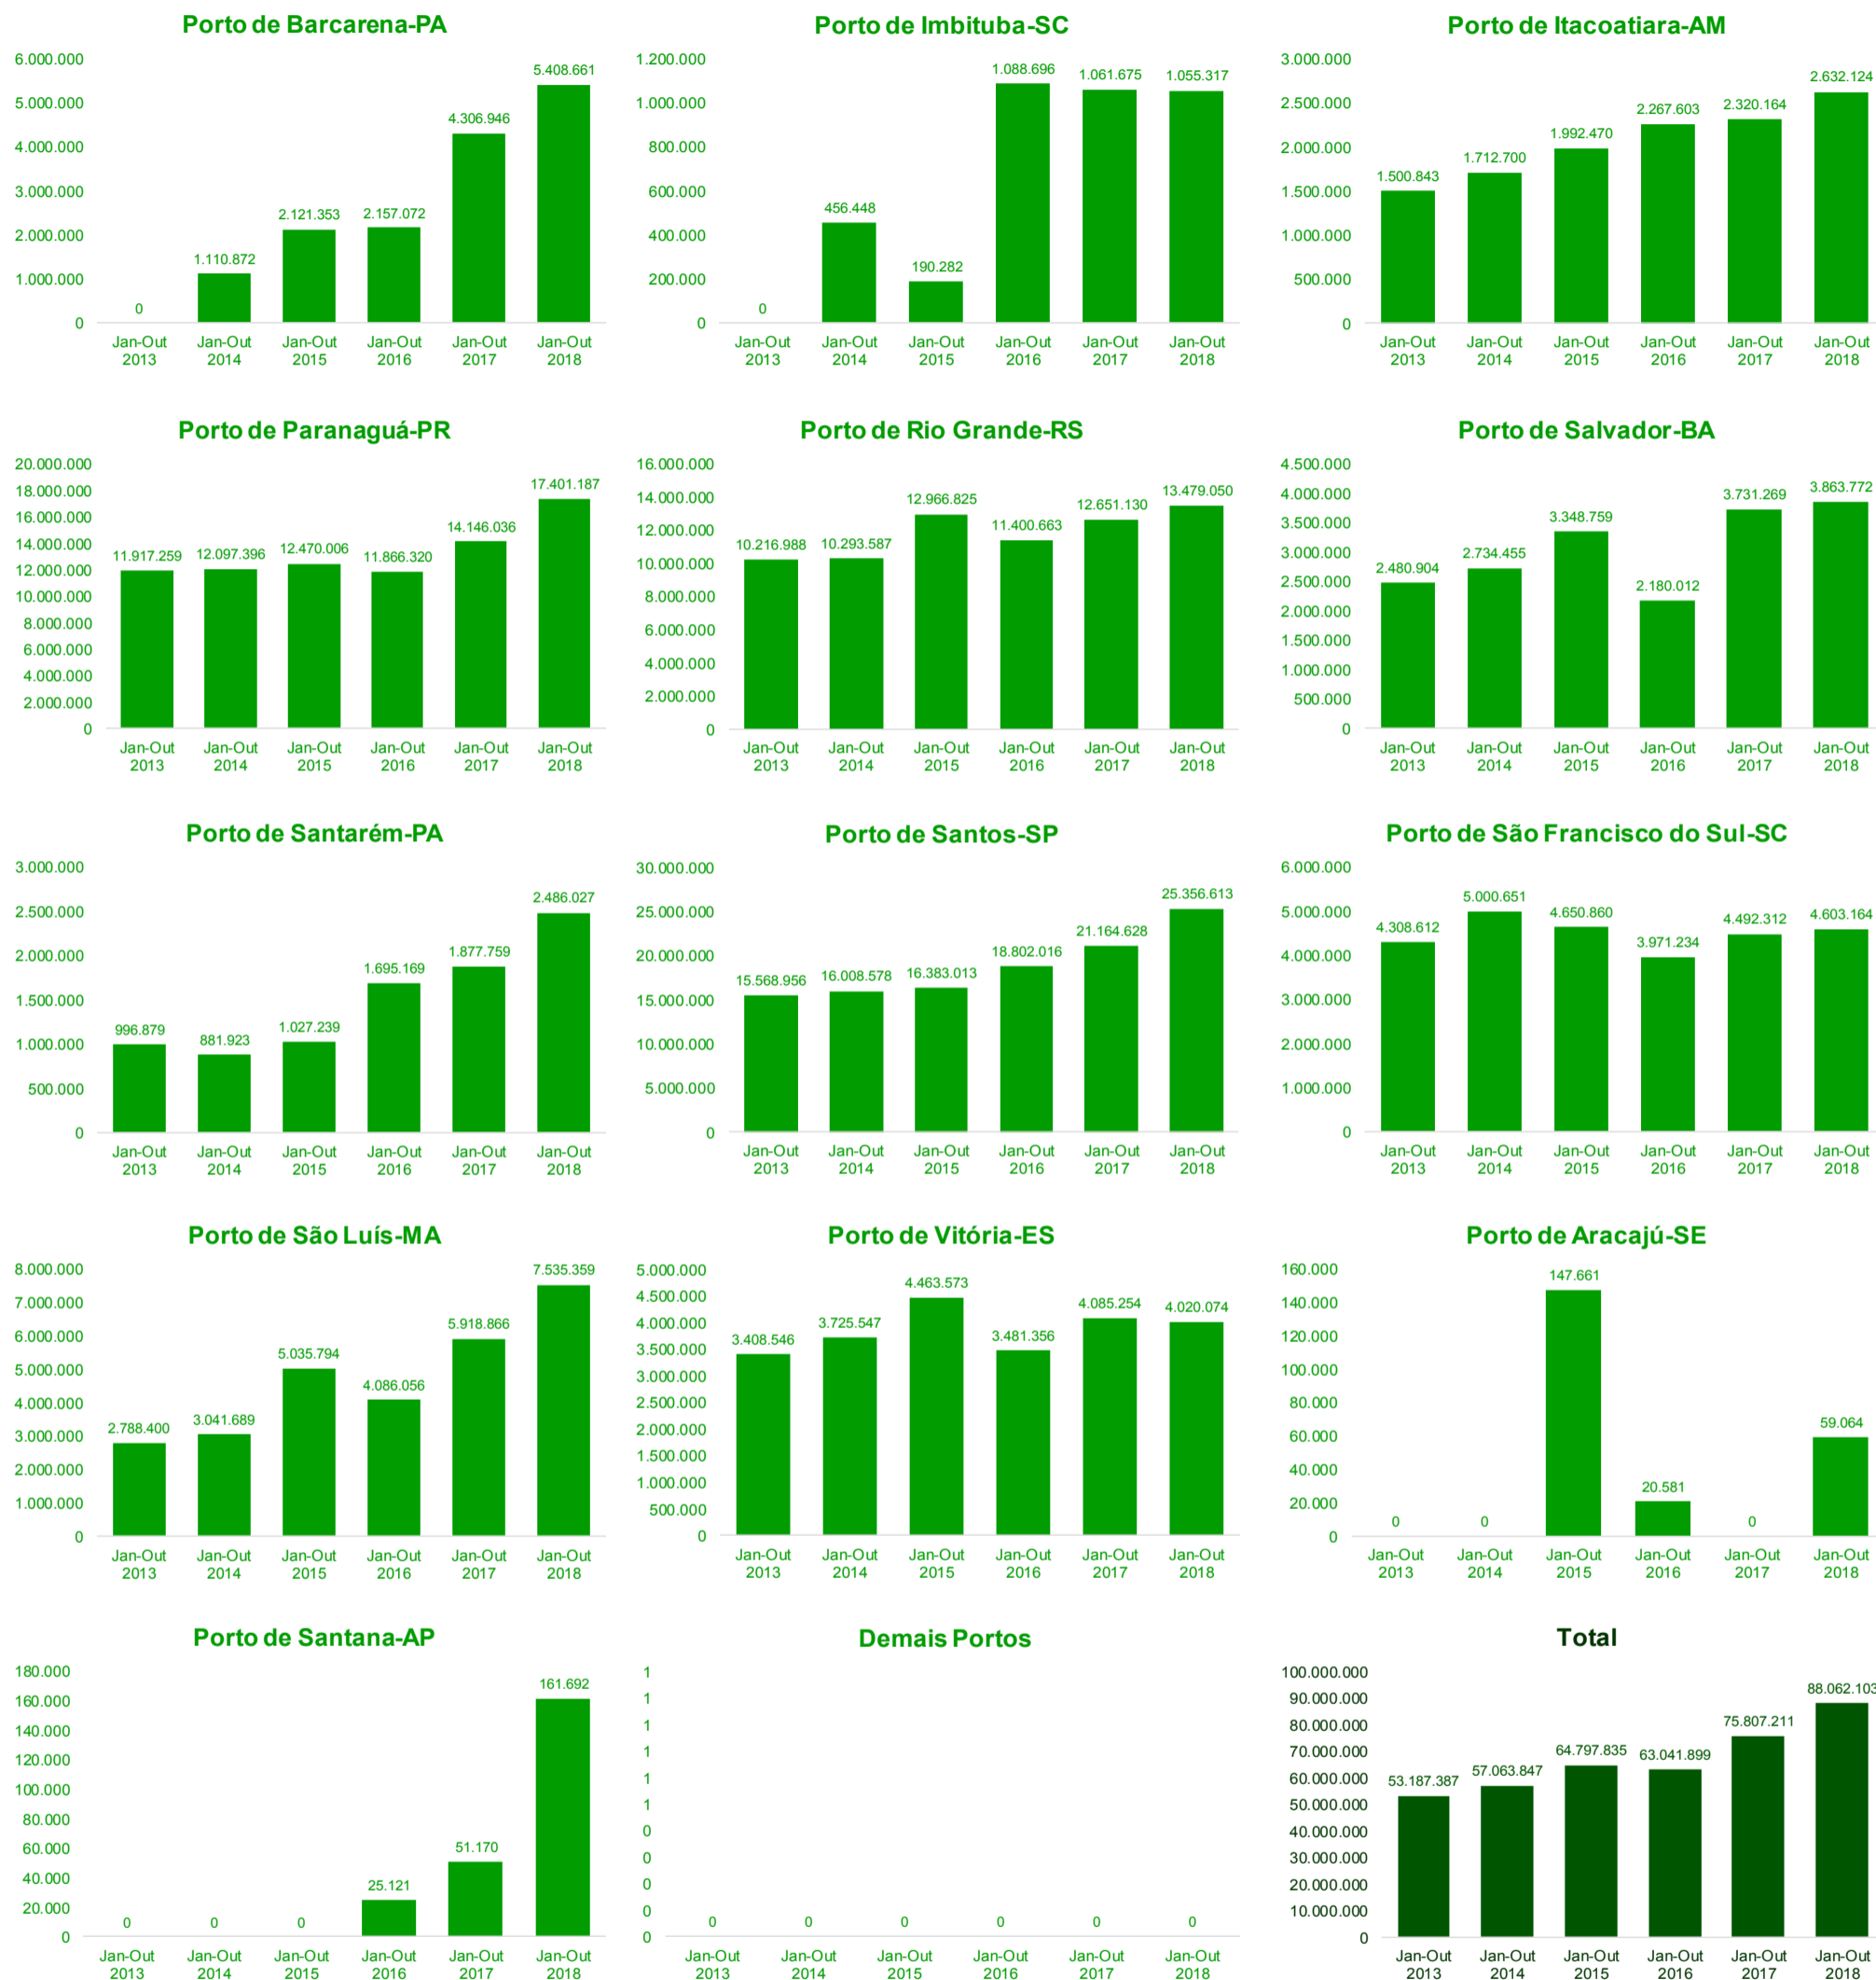 Porto de Barcarena-PA
6.000.000
5.000.000
4.000.000
3.000.000
2.000.000
1.000.000
0
0
1.110.872
2.121.353
2.157.072
4.306.946
5.408.661
Jan-Out 2013
Jan-Out 2014
Jan-Out 2015
Jan-Out 2016
Jan-Out 2017
Jan-Out 2018
Porto de Imbituba-SC
1.200.000
1.000.000
800.000
600.000
400.000
200.000
0
0
456.448
190.282
1.088.696
1.061.675
1.055.317
Jan-Out 2013
Jan-Out 2014
Jan-Out 2015
Jan-Out 2016
Jan-Out 2017
Jan-Out 2018
Porto de Itacoatiara-AM
3.000.000
2.500.000
2.000.000
1.500.000
1.000.000
500.000
0
1.500.843
1.712.700
1.992.470
2.267.603
2.320.164
2.632.124
Jan-Out 2013
Jan-Out 2014
Jan-Out 2015
Jan-Out 2016
Jan-Out 2017
Jan-Out 2018
Porto de Paranaguá-PR
20.000.000
18.000.000
16.000.000
14.000.000
12.000.000
10.000.000
8.000.000
6.000.000
4.000.000
2.000.000
0
11.917.259
12.097.396
12.470.006
11.866.320
14.146.036
17.401.187
Jan-Out 2013
Jan-Out 2014
Jan-Out 2015
Jan-Out 2016
Jan-Out 2017
Jan-Out 2018
Porto de Rio Grande-RS
16.000.000
14.000.000
12.000.000
10.000.000
8.000.000
6.000.000
4.000.000
2.000.000
0
10.216.988
10.293.587
12.966.825
11.400.663
12.651.130
13.479.050
Jan-Out 2013
Jan-Out 2014
Jan-Out 2015
Jan-Out 2016
Jan-Out 2017
Jan-Out 2018
Porto de Salvador-BA
4.500.000
4.000.000
3.500.000
3.000.000
2.500.000
2.000.000
1.500.000
1.000.000
500.000
0
2.480.904
2.734.455
3.348.759
2.180.012
3.731.269
3.863.772
Jan-Out 2013
Jan-Out 2014
Jan-Out 2015
Jan-Out 2016
Jan-Out 2017
Jan-Out 2018
Porto de Santarém-PA
3.000.000
2.500.000
2.000.000
1.500.000
1.000.000
500.000
0
996.879
881.923
1.027.239
1.695.169
1.877.759
2.486.027
Jan-Out 2013
Jan-Out 2014
Jan-Out 2015
Jan-Out 2016
Jan-Out 2017
Jan-Out 2018
Porto de Santos-SP
30.000.000
25.000.000
20.000.000
15.000.000
10.000.000
5.000.000
0
15.568.956
16.008.578
16.383.013
18.802.016
21.164.628
25.356.613
Jan-Out 2013
Jan-Out 2014
Jan-Out 2015
Jan-Out 2016
Jan-Out 2017
Jan-Out 2018
Porto de São Francisco do Sul-SC
6.000.000
5.000.000
4.000.000
3.000.000
2.000.000
1.000.000
0
4.308.612
5.000.651
4.650.860
3.971.234
4.492.312
4.603.164
Jan-Out 2013
Jan-Out 2014
Jan-Out 2015
Jan-Out 2016
Jan-Out 2017
Jan-Out 2018
Porto de São Luís-MA
8.000.000
7.000.000
6.000.000
5.000.000
4.000.000
3.000.000
2.000.000
1.000.000
0
2.788.400
3.041.689
5.035.794
4.086.056
5.918.866
7.535.359
Jan-Out 2013
Jan-Out 2014
Jan-Out 2015
Jan-Out 2016
Jan-Out 2017
Jan-Out 2018
Porto de Vitória-ES
5.000.000
4.500.000
4.000.000
3.500.000
3.000.000
2.500.000
2.000.000
1.500.000
1.000.000
500.000
0
3.408.546
3.725.547
4.463.573
3.481.356
4.085.254
4.020.074
Jan-Out 2013
Jan-Out 2014
Jan-Out 2015
Jan-Out 2016
Jan-Out 2017
Jan-Out 2018
Porto de Aracajú-SE
160.000
140.000
120.000
100.000
80.000
60.000
40.000
20.000
0
0
0
147.661
20.581
0
59.064
Jan-Out 2013
Jan-Out 2014
Jan-Out 2015
Jan-Out 2016
Jan-Out 2017
Jan-Out 2018
Porto de Santana-AP
180.000
160.000
140.000
120.000
100.000
80.000
60.000
40.000
20.000
0
0
0
0
25.121
51.170
161.692
Jan-Out 2013
Jan-Out 2014
Jan-Out 2015
Jan-Out 2016
Jan-Out 2017
Jan-Out 2018
Demais Portos
1
1
1
1
1
1
0
0
0
0
0
0
0
0
0
0
0
Jan-Out 2013
Jan-Out 2014
Jan-Out 2015
Jan-Out 2016
Jan-Out 2017
Jan-Out 2018
Total
100.000.000
90.000.000
80.000.000
70.000.000
60.000.000
50.000.000
40.000.000
30.000.000
20.000.000
10.000.000
0
53.187.387
57.063.847
64.797.835
63.041.899
75.807.211
88.062.103
Jan-Out 2013
Jan-Out 2014
Jan-Out 2015
Jan-Out 2016
Jan-Out 2017
Jan-Out 2018